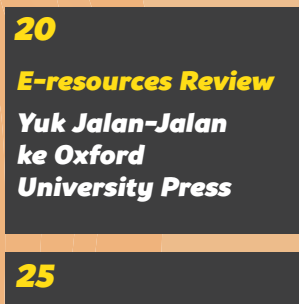 20
E-resources Review
Yuk Jalan-Jalan
ke Oxford
University Press
25